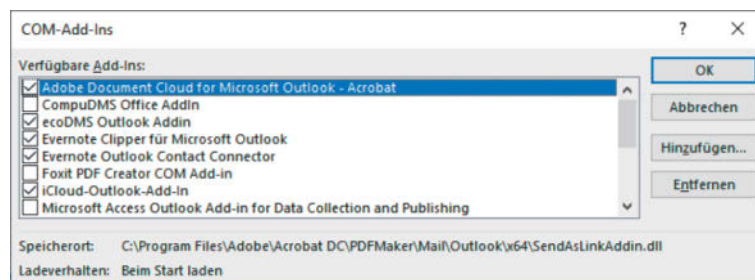 COM-Add-Ins
Verfügbare Add-Ins:
Adobe Document Cloud for Microsoft Outlook - Acrobat
CompuDMS Office AddIn
ecoDMS Outlook Addin
Evernote Clipper für Microsoft Outlook
Evernote Outlook Contact Connector
Foxit PDF Creator COM Add-in
iCloud-Outlook-Add-In
Microsoft Access Outlook Add-in for Data Collection and Publishing
OK
Abbrechen
Hinzufügen...
Entfernen
Speicherort: C:\Program Files\Adobe\Acrobat DC\PDFMaker\Mail\Outlook\x64\SendAsLinkAddin.dll
Ladeverhalten: Beim Start laden